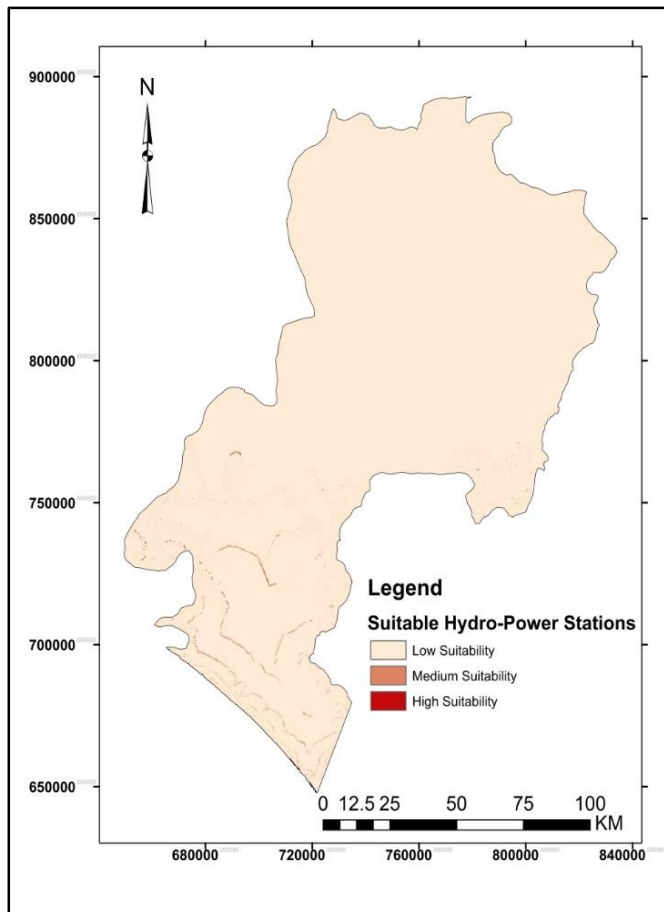 900000
N
850000
800000
750000
Legend
Suitable Hydro-Power Stations
700000
Low Suitability
Medium Suitability
High Suitability
650000
0 12.5 25 50 75 100
KM
680000 720000 760000 800000 840000